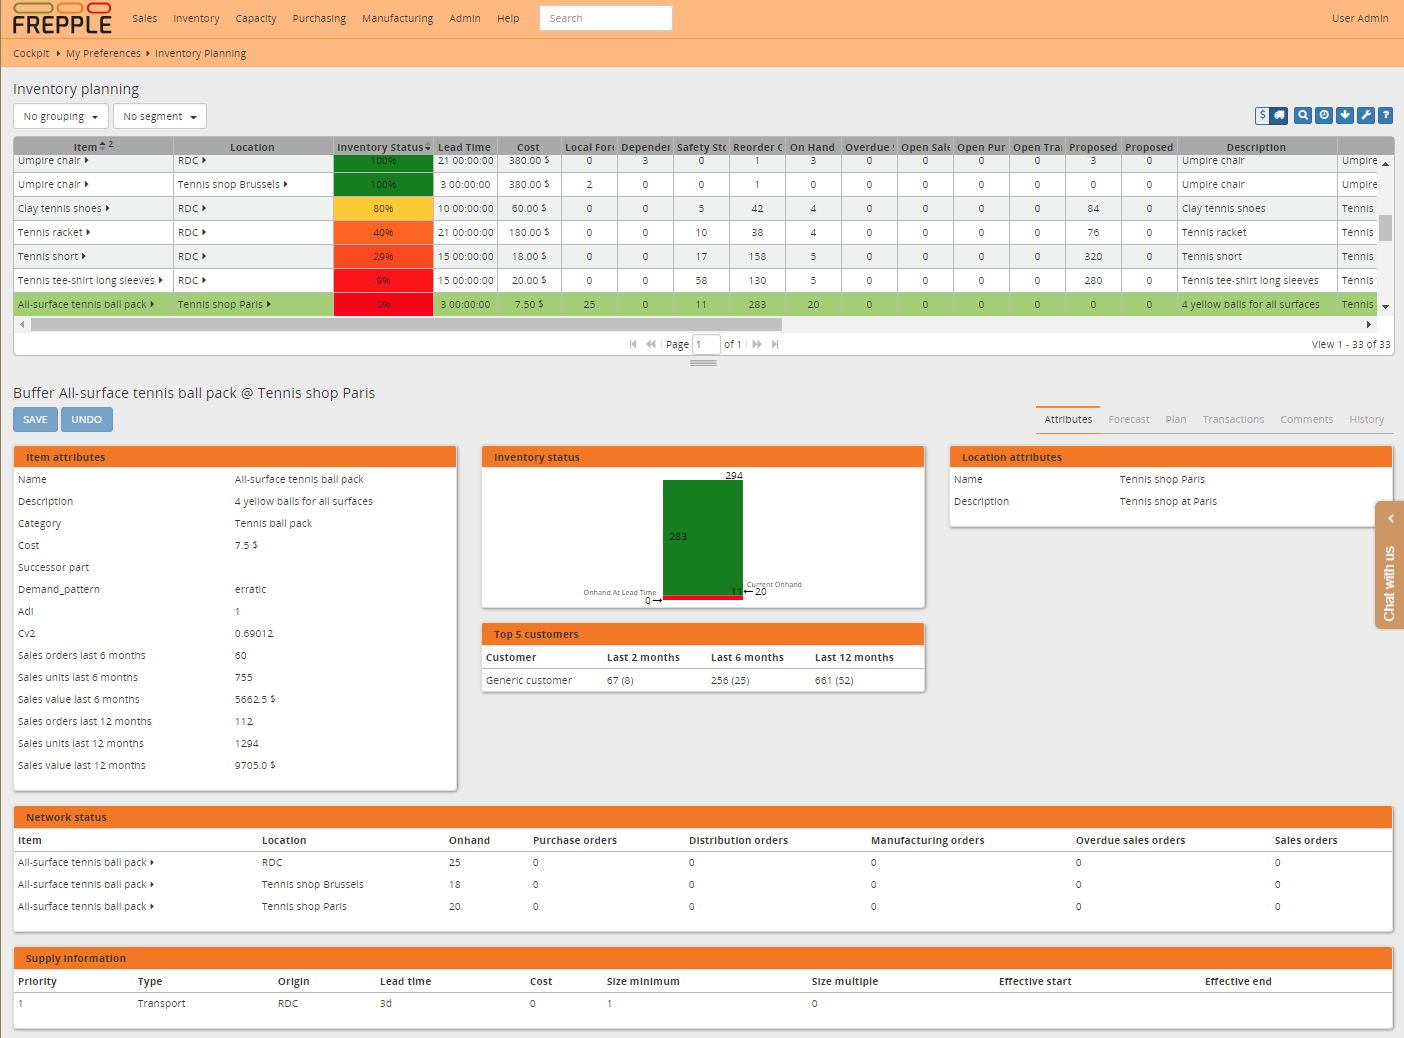 FREPPLE Sales Inventory Capacity Purchasing Manufacturing Admin Help Search User Admin
Cockpit My Preferences Inventory Planning
Inventory planning
No grouping No segment $ ?
Item 2 Location Inventory Status Lead Time Cost Local Fore Depender Safety Sto Reorder On Hand Overdue Open Sale Open Pur Open Tra Proposed Proposed Description
Umpire chair RDC 100% 21 00:00:00 380.00 $ 0 3 0 1 3 0 0 0 0 3 0 Umpire chair Umpire
Umpire chair Tennis shop Brussels 100% 3 00:00:00 380.00 $ 2 0 0 1 0 0 0 0 0 0 0 Umpire chair Umpire
Clay tennis shoes RDC 80% 10 00:00:00 60.00 $ 0 0 5 42 4 0 0 0 0 84 0 Clay tennis shoes Tennis
Tennis racket RDC 40% 21 00:00:00 180.00 $ 0 0 10 38 4 0 0 0 0 76 0 Tennis racket Tennis
Tennis short RDC 29% 15 00:00:00 18.00 $ 0 0 17 158 5 0 0 0 0 320 0 Tennis short Tennis
Tennis tee-shirt long sleeves RDC 9% 15 00:00:00 20.00 $ 0 0 58 130 5 0 0 0 0 280 0 Tennis tee-shirt long sleeves Tennis
All-surface tennis ball pack Tennis shop Paris 0% 3 00:00:00 7.50 $ 25 0 11 283 20 0 0 0 0 0 0 4 yellow balls for all surfaces Tennis
Page 1 of 1 View 1 - 33 of 33
Buffer All-surface tennis ball pack @ Tennis shop Paris
SAVE UNDO Attributes Forecast Plan Transactions Comments History
Item attributes
Name All-surface tennis ball pack
Description 4 yellow balls for all surfaces
Category Tennis ball pack
Cost 7.5 $
Successor part
Demand_pattern erratic
Adi 1
Cv2 0.69012
Sales orders last 6 months 60
Sales units last 6 months 755
Sales value last 6 months 5662.5 $
Sales orders last 12 months 112
Sales units last 12 months 1294
Sales value last 12 months 9705.0 $
Inventory status
294
283
Onhand At Lead Time 0 11 Current Onhand 20
Top 5 customers
Customer Last 2 months Last 6 months Last 12 months
Generic customer 67 (8) 256 (25) 661 (52)
Location attributes
Name Tennis shop Paris
Description Tennis shop at Paris
Chat with us
Network status
Item Location Onhand Purchase orders Distribution orders Manufacturing orders Overdue sales orders Sales orders
All-surface tennis ball pack RDC 25 0 0 0 0 0
All-surface tennis ball pack Tennis shop Brussels 18 0 0 0 0 0
All-surface tennis ball pack Tennis shop Paris 20 0 0 0 0 0
Supply information
Priority Type Origin Lead time Cost Size minimum Size multiple Effective start Effective end
1 Transport RDC 3d 0 1 0